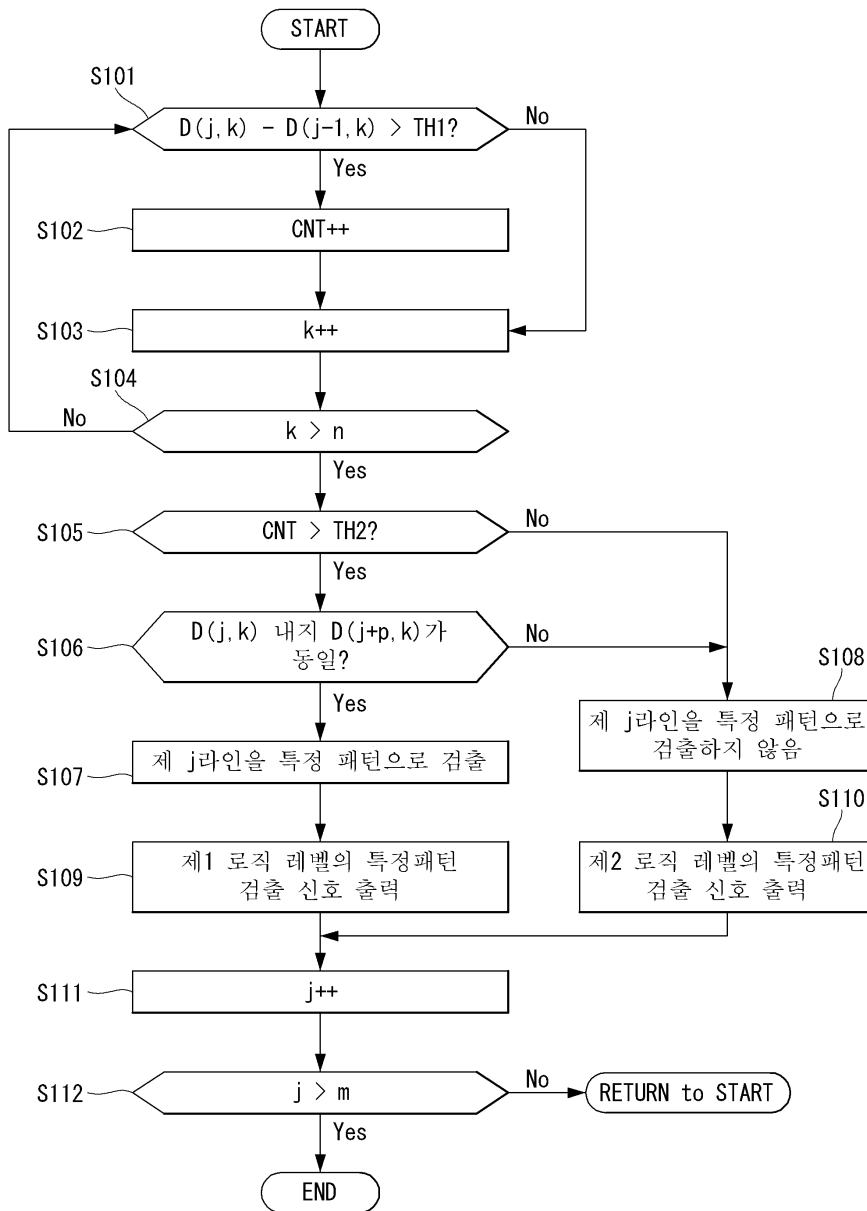 START
S101
D(j,k) - D(j-1,k) > TH1?
No
Yes
S102
CNT++
S103
k++
S104
No
k > n
Yes
S105
CNT > TH2?
No
Yes
S106
D(j,k) 내지 D(j+p,k)가
동일?
No
Yes
S108
제 j라인을 특정 패턴으로
검출하지 않음
S107
제 j라인을 특정 패턴으로 검출
S110
제2 로직 레벨의 특정패턴
검출 신호 출력
S109
제1 로직 레벨의 특정패턴
검출 신호 출력
S111
j++
S112
j > m
No
RETURN to START
Yes
END